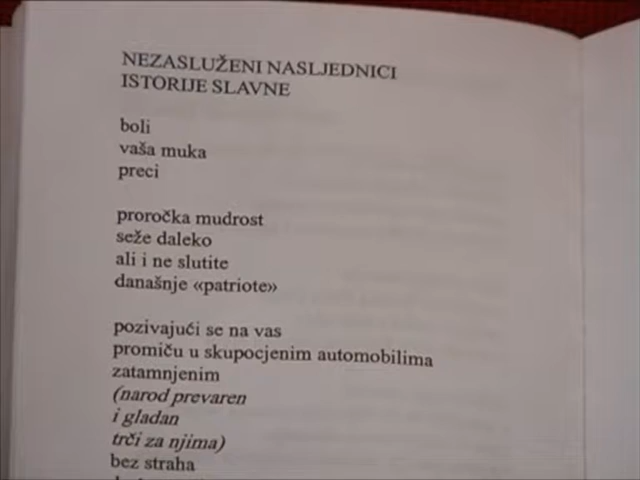 NEZASLUŽENI NASLJEDNICI
ISTORIJE SLAVNE
boli
vaša muka
preci
proročka mudrost
seže daleko
ali i ne slutite
današnje «patriote»
pozivajući se na vas
promiču u skupocjenim automobilima
zatamnjenim
(narod prevaren
i gladan
trči za njima)
bez straha